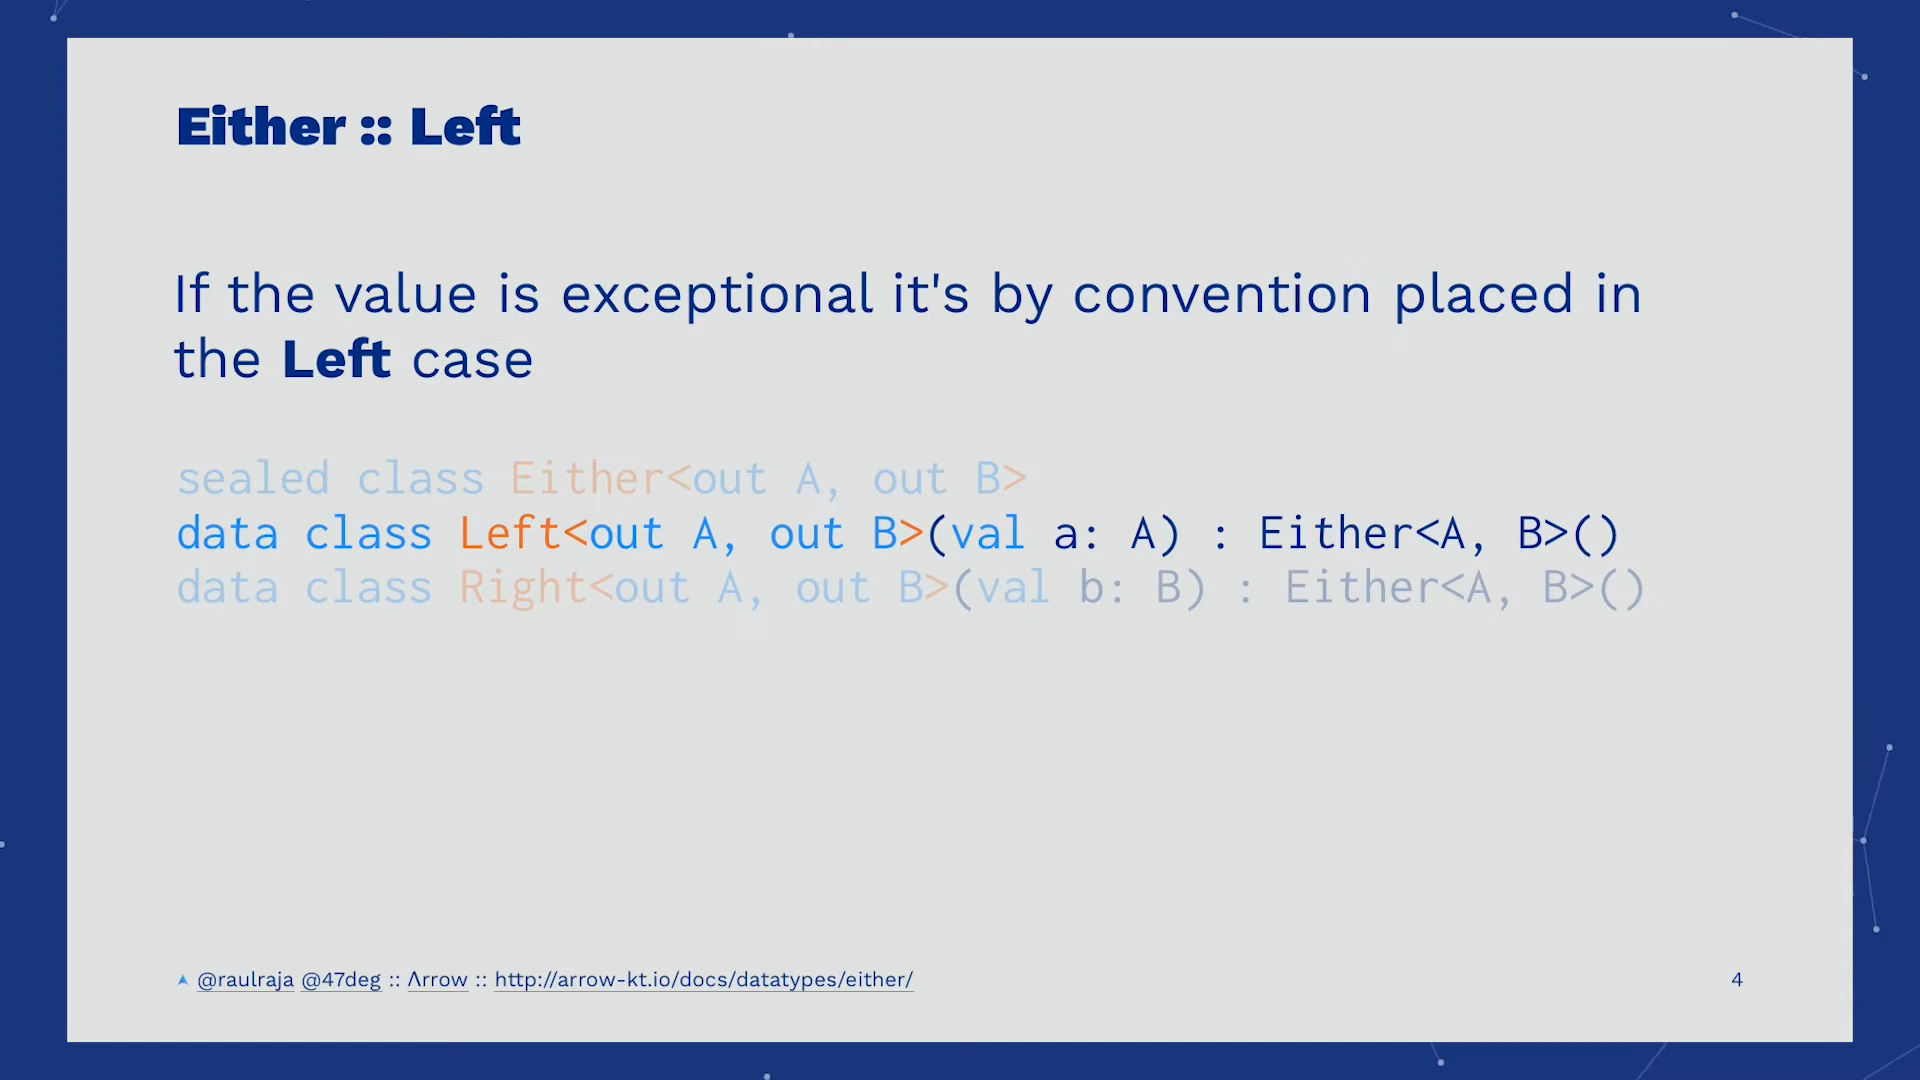 Either :: Left
If the value is exceptional it's by convention placed in
the Left case
sealed class Either<out A, out B>
data class Left<out A, out B>(val a: A) : Either<A, B>()
data class Right<out A, out B>(val b: B) : Either<A, B>()
@raulraja @47deg :: Λrrow :: http://arrow-kt.io/docs/datatypes/either/
4